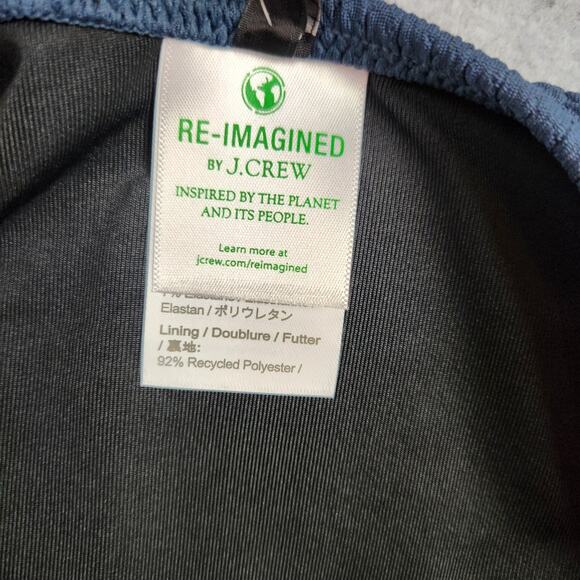 RE-IMAGINED
BY J.CREW
INSPIRED BY THE PLANET
AND ITS PEOPLE.
Learn more at
jcrew.com/reimagined
Elastan / ポリウレタン
Lining / Doublure / Futter
/ 裏地:
92% Recycled Polyester /